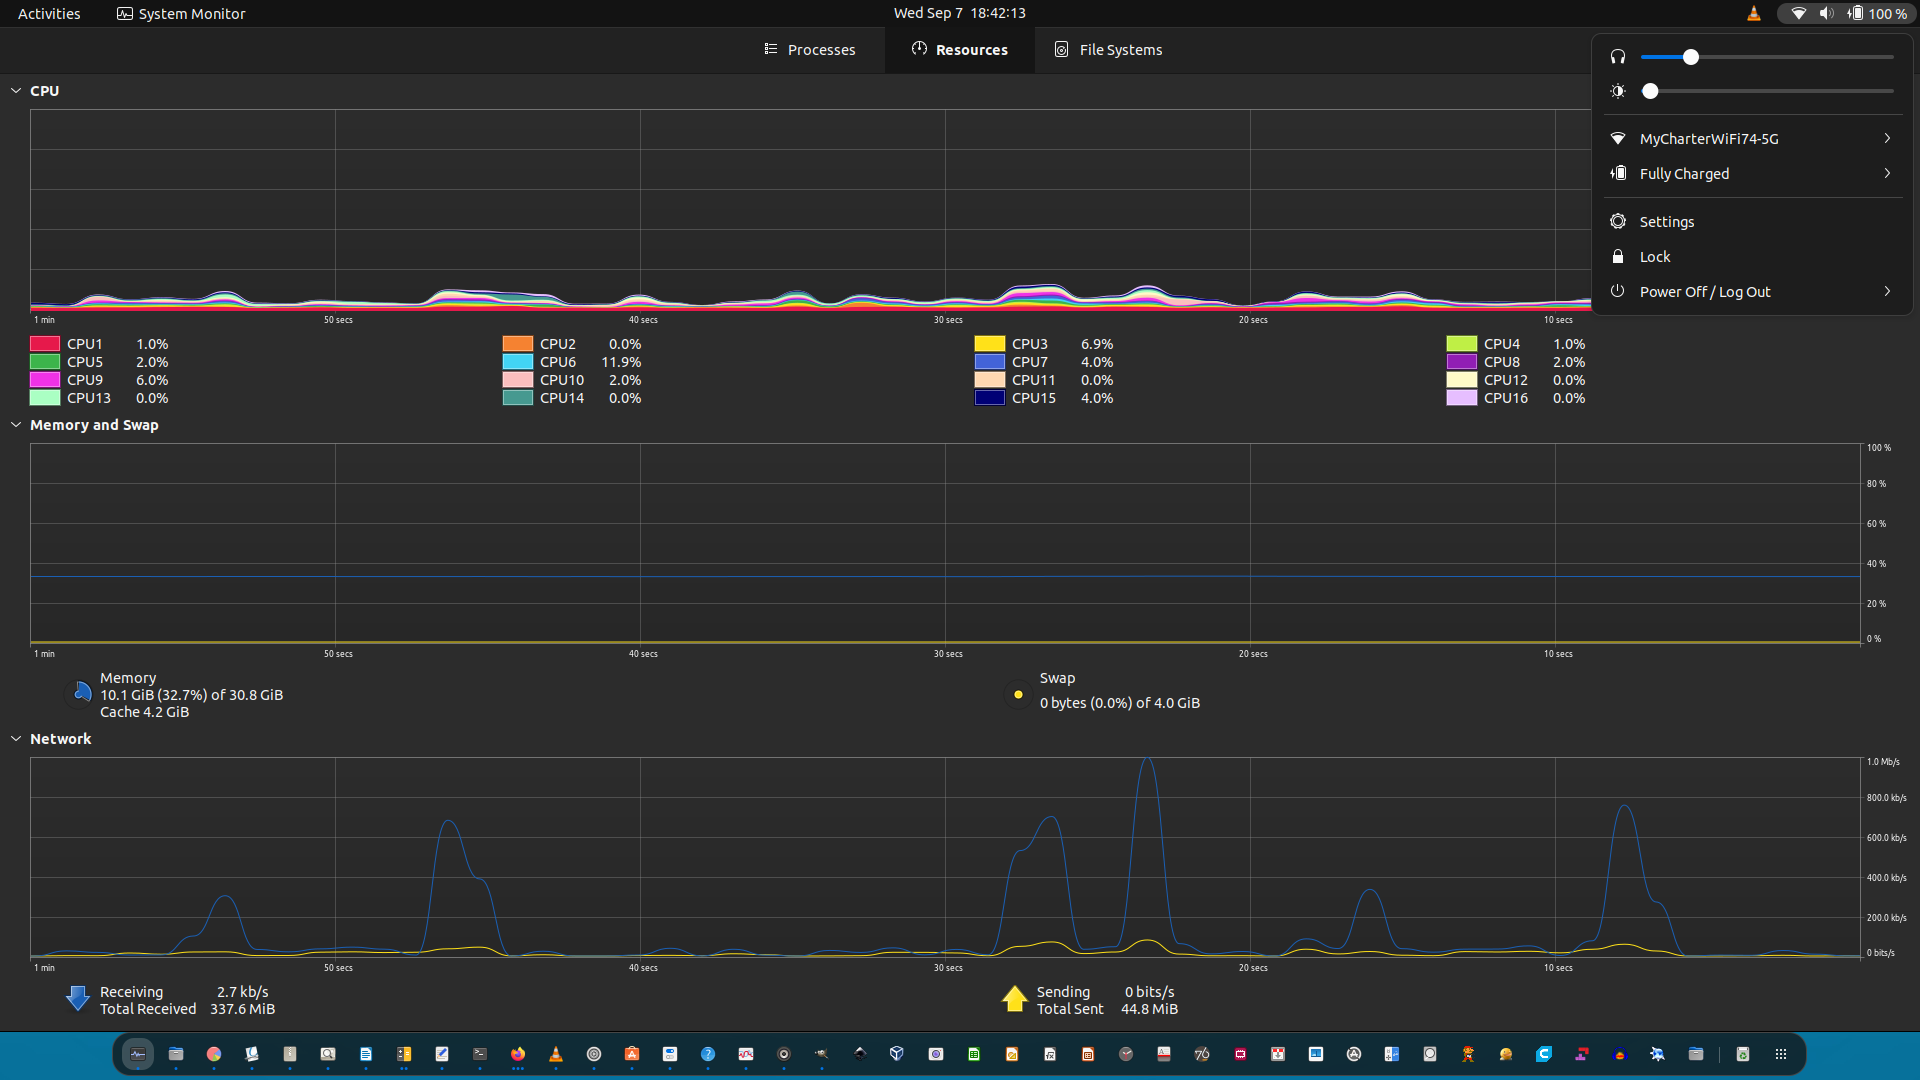 Activities System Monitor Wed Sep 7 18:42:13 100 %
Processes Resources File Systems
CPU
1 min 50 secs 40 secs 30 secs 20 secs 10 secs
CPU1 1.0% CPU2 0.0% CPU3 6.9% CPU4 1.0%
CPU5 2.0% CPU6 11.9% CPU7 4.0% CPU8 2.0%
CPU9 6.0% CPU10 2.0% CPU11 0.0% CPU12 0.0%
CPU13 0.0% CPU14 0.0% CPU15 4.0% CPU16 0.0%
MyCharterWiFi74-5G
Fully Charged
Settings
Lock
Power Off / Log Out
Memory and Swap
100 %
80 %
60 %
40 %
20 %
0 %
1 min 50 secs 40 secs 30 secs 20 secs 10 secs
Memory
10.1 GiB (32.7%) of 30.8 GiB
Cache 4.2 GiB
Swap
0 bytes (0.0%) of 4.0 GiB
Network
1.0 Mb/s
800.0 kb/s
600.0 kb/s
400.0 kb/s
200.0 kb/s
0 bits/s
1 min 50 secs 40 secs 30 secs 20 secs 10 secs
Receiving 2.7 kb/s
Total Received 337.6 MiB
Sending 0 bits/s
Total Sent 44.8 MiB
76